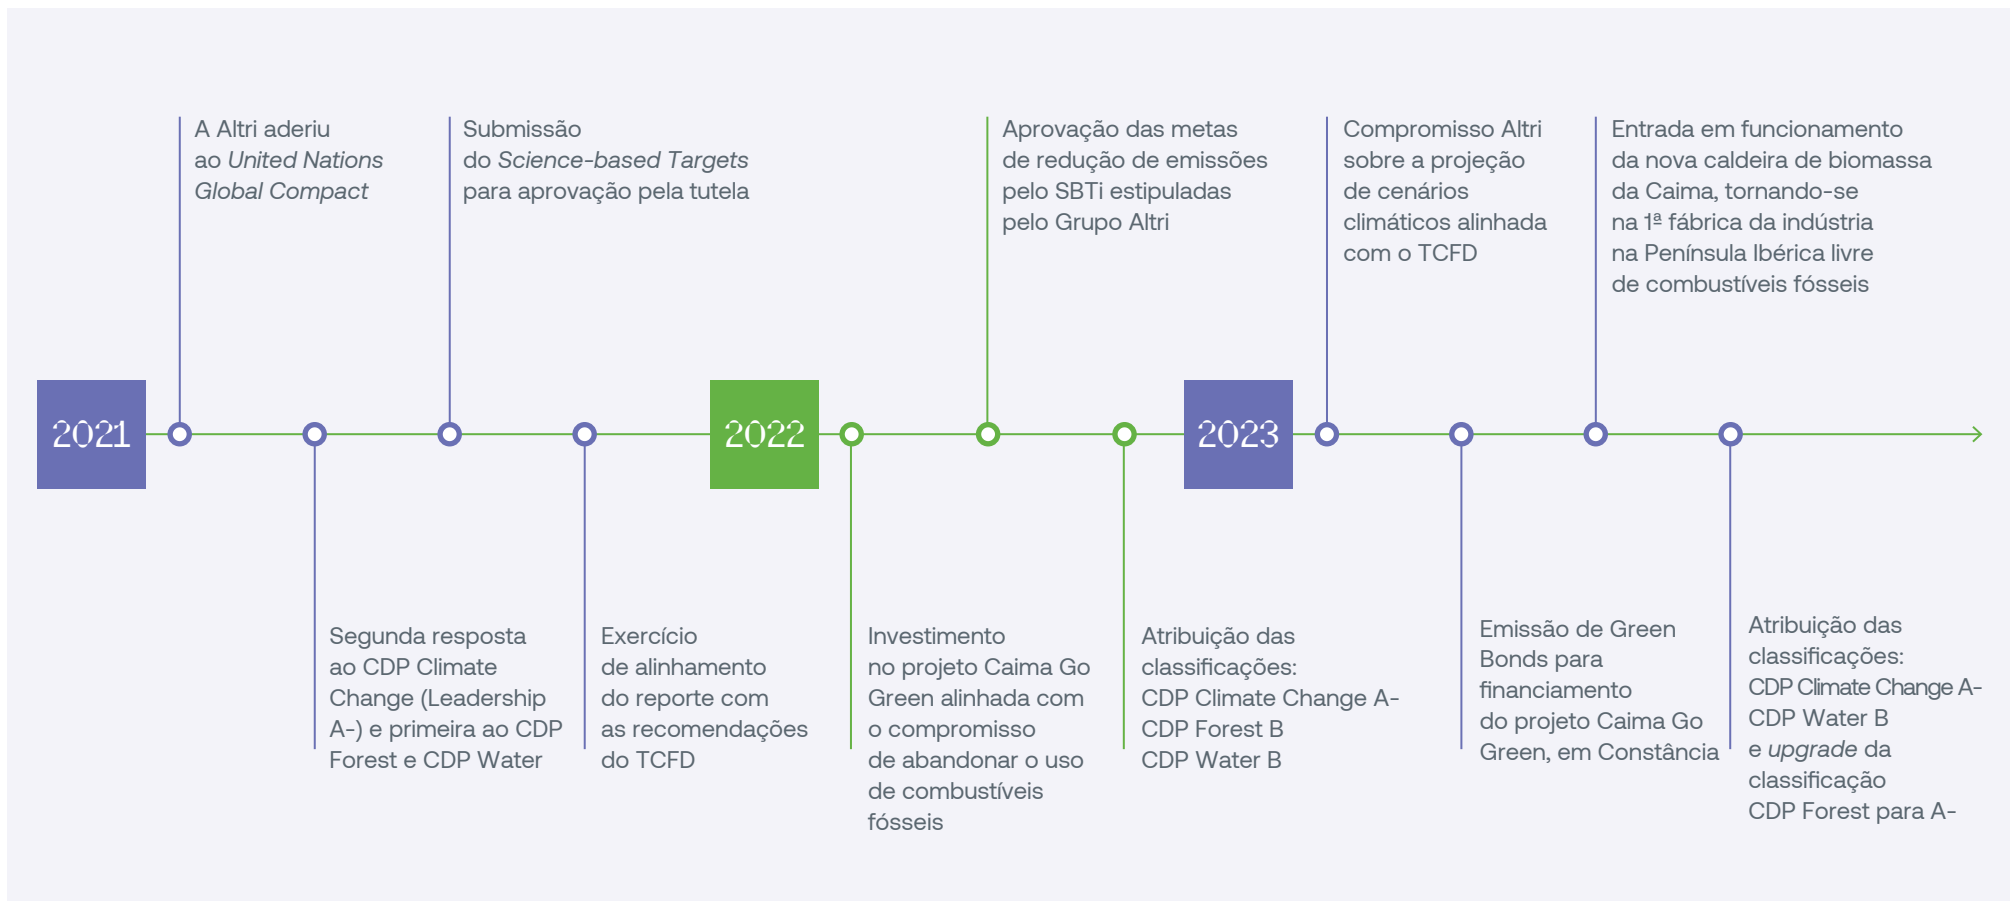 A Altri aderiu
ao United Nations
Global Compact
Submissão
do Science-based Targets
para aprovação pela tutela
Aprovação das metas
de redução de emissões
pelo SBTi estipuladas
pelo Grupo Altri
Compromisso Altri
sobre a projeção
de cenários
climáticos alinhada
com o TCFD
Entrada em funcionamento
da nova caldeira de biomassa
da Caima, tornando-se
na 1ª fábrica da indústria
na Península Ibérica livre
de combustíveis fósseis
2021
2022
2023
Segunda resposta
ao CDP Climate
Change (Leadership
A-) e primeira ao CDP
Forest e CDP Water
Exercício
de alinhamento
do reporte com
as recomendações
do TCFD
Investimento
no projeto Caima Go
Green alinhada com
o compromisso
de abandonar o uso
de combustíveis
fósseis
Atribuição das
classificações:
CDP Climate Change A-
CDP Forest B
CDP Water B
Emissão de Green
Bonds para
financiamento
do projeto Caima Go
Green, em Constância
Atribuição das
classificações:
CDP Climate Change A-
CDP Water B
e upgrade da
classificação
CDP Forest para A-